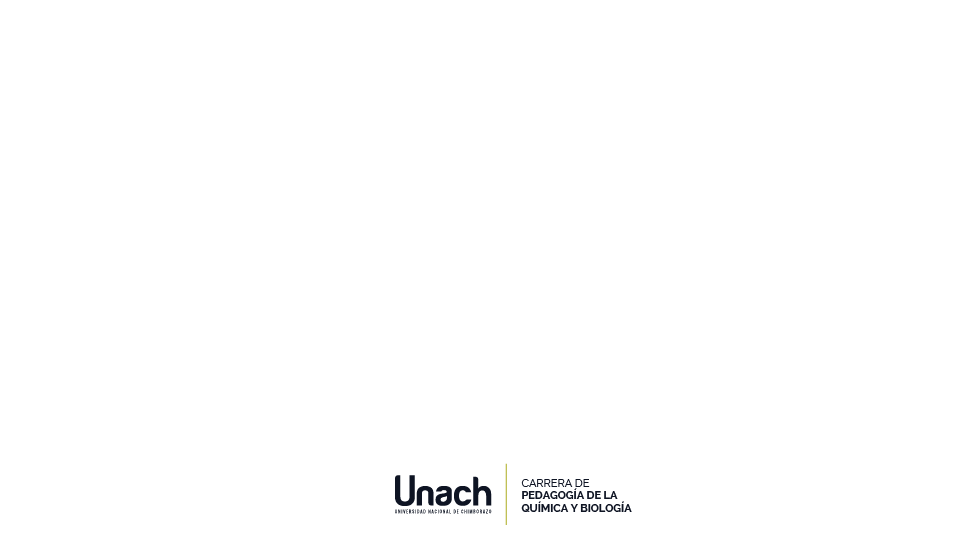 Unach
UNIVERSIDAD NACIONAL DE CHIMBORAZO
CARRERA DE
PEDAGOGÍA DE LA
QUÍMICA Y BIOLOGÍA